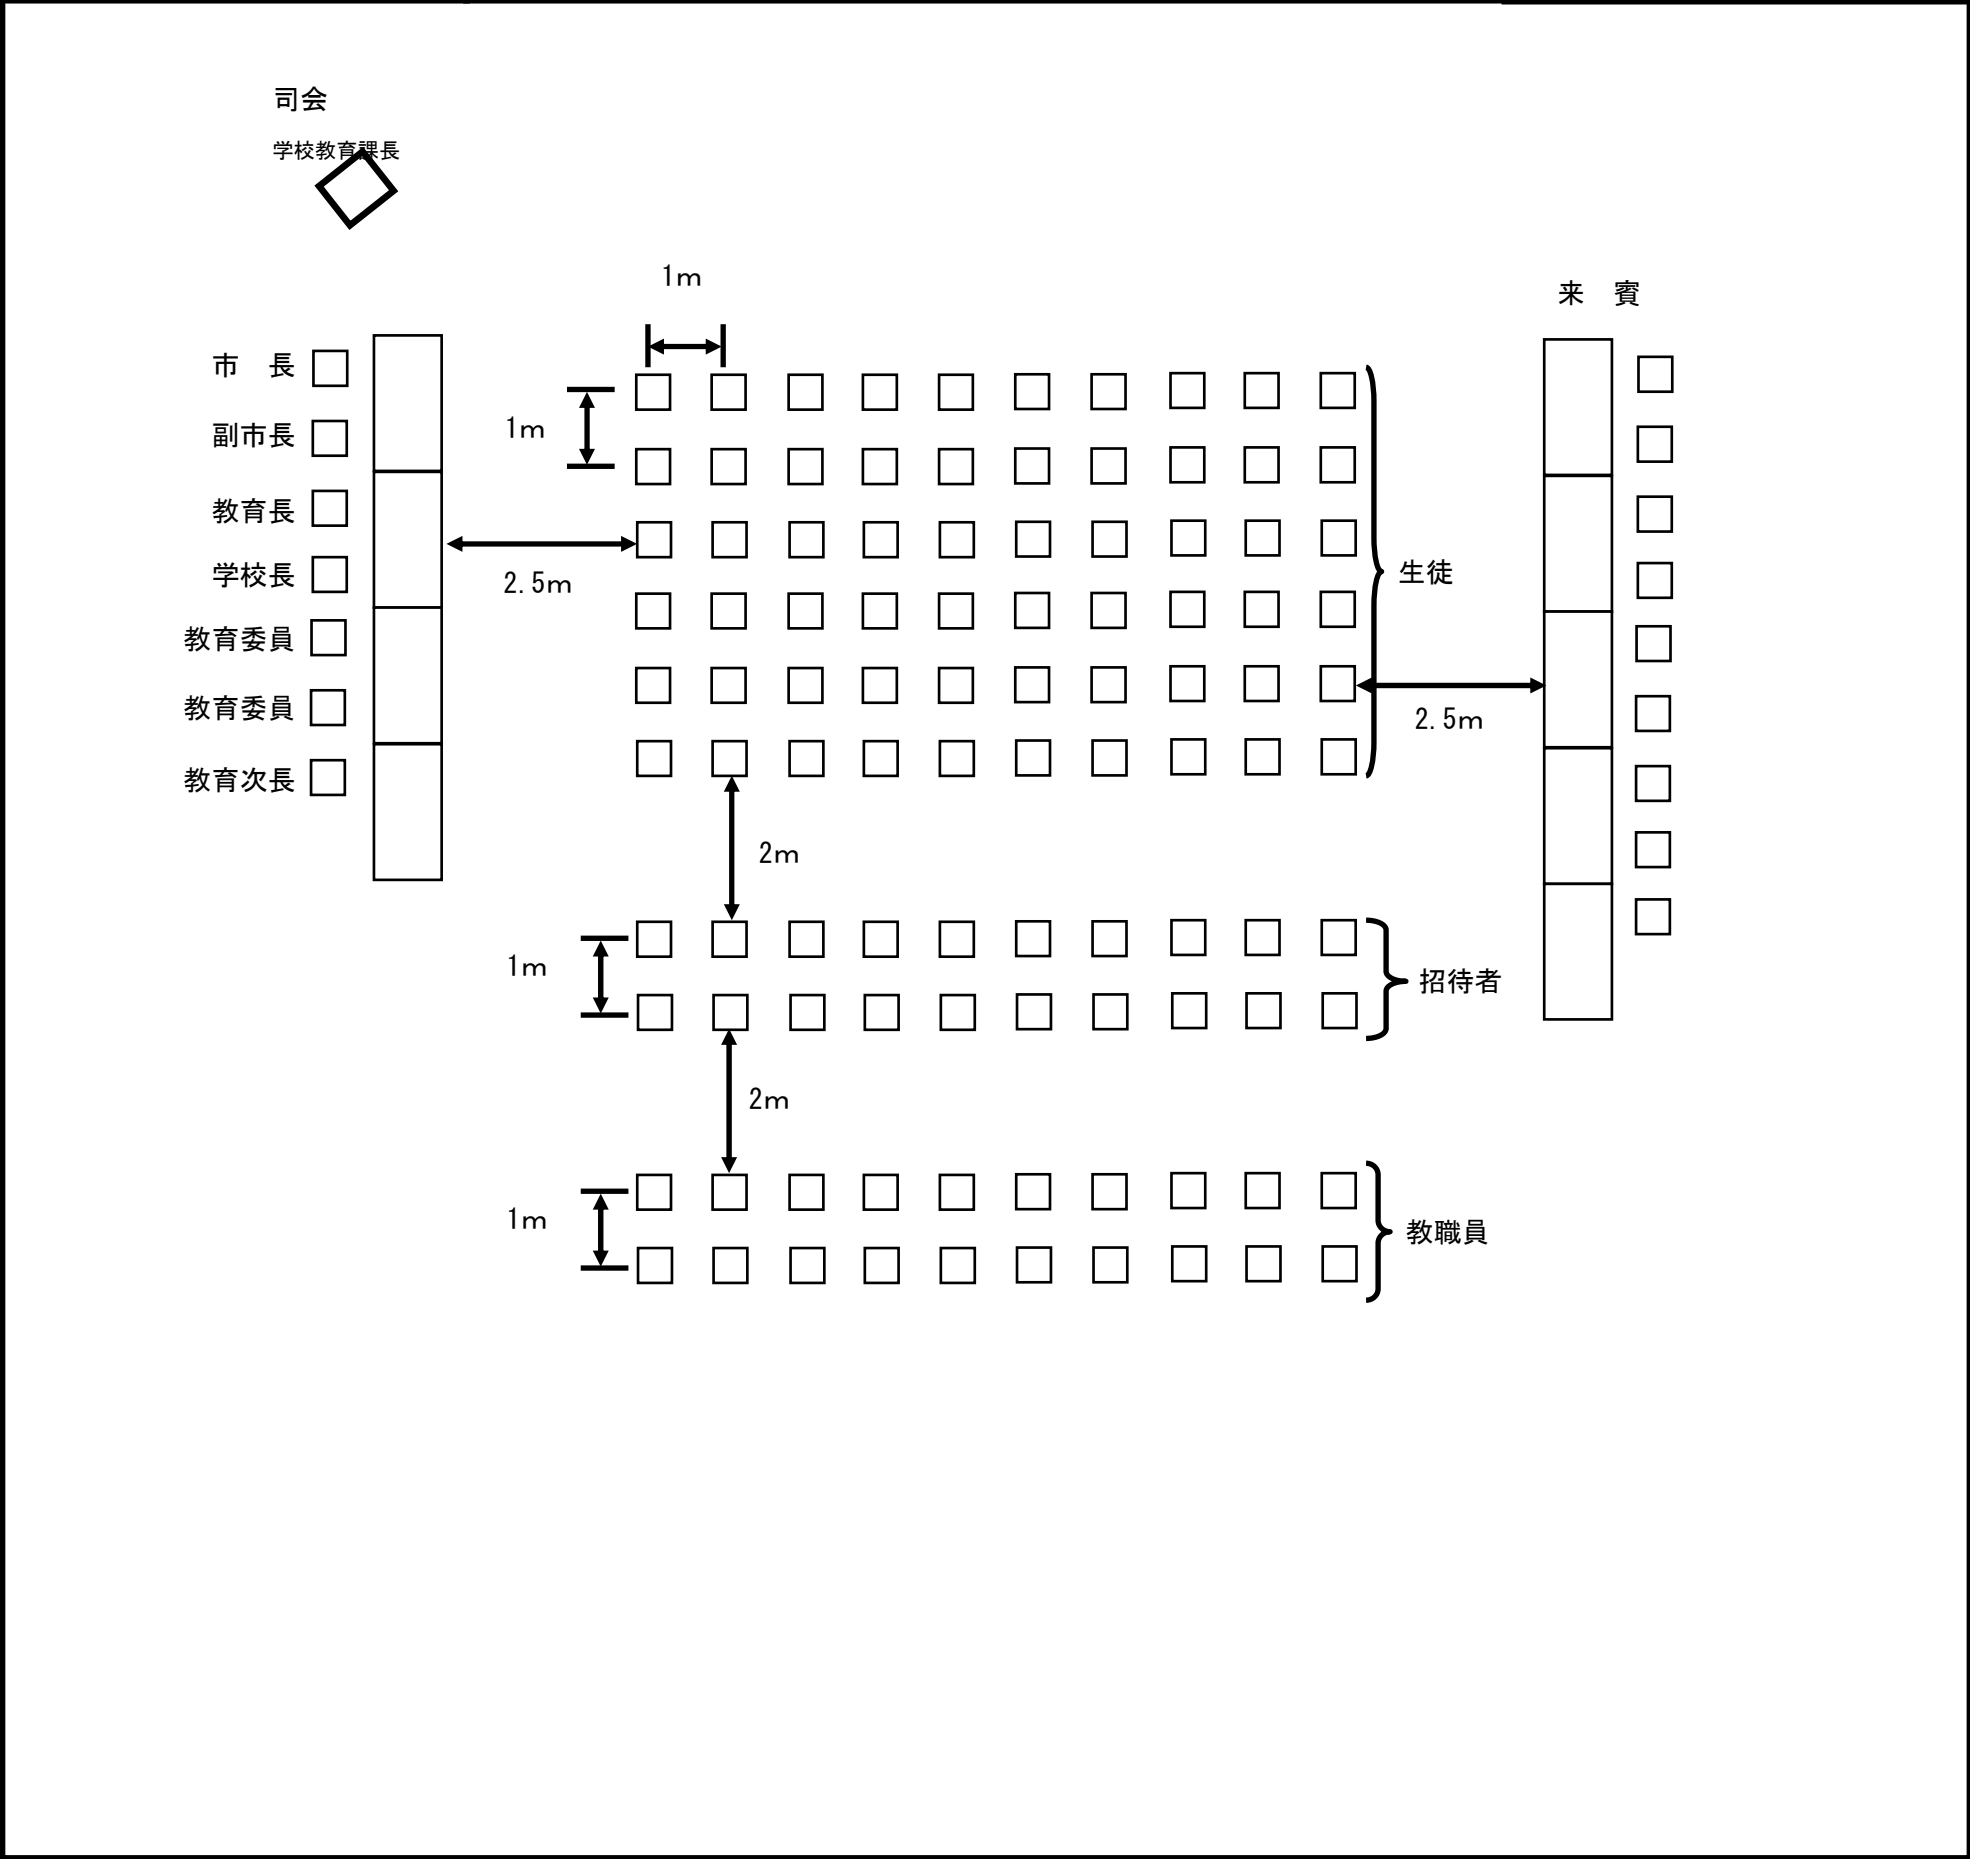 司会
学校教育課長
1m
来　賓
市　長
副市長
1m
教育長
学校長
2.5m
生徒
教育委員
教育委員
2.5m
教育次長
2m
1m
招待者
2m
1m
教職員